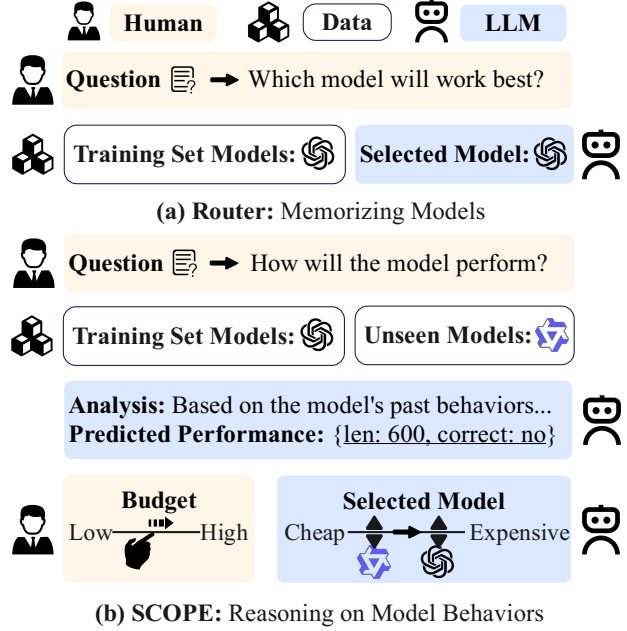 Human Data LLM
Question ? Which model will work best?
Training Set Models: Selected Model:
(a) Router: Memorizing Models
Question ? How will the model perform?
Training Set Models: Unseen Models:
Analysis: Based on the model's past behaviors...
Predicted Performance: {len: 600, correct: no}
Budget Selected Model
Low High Cheap Expensive
(b) SCOPE: Reasoning on Model Behaviors